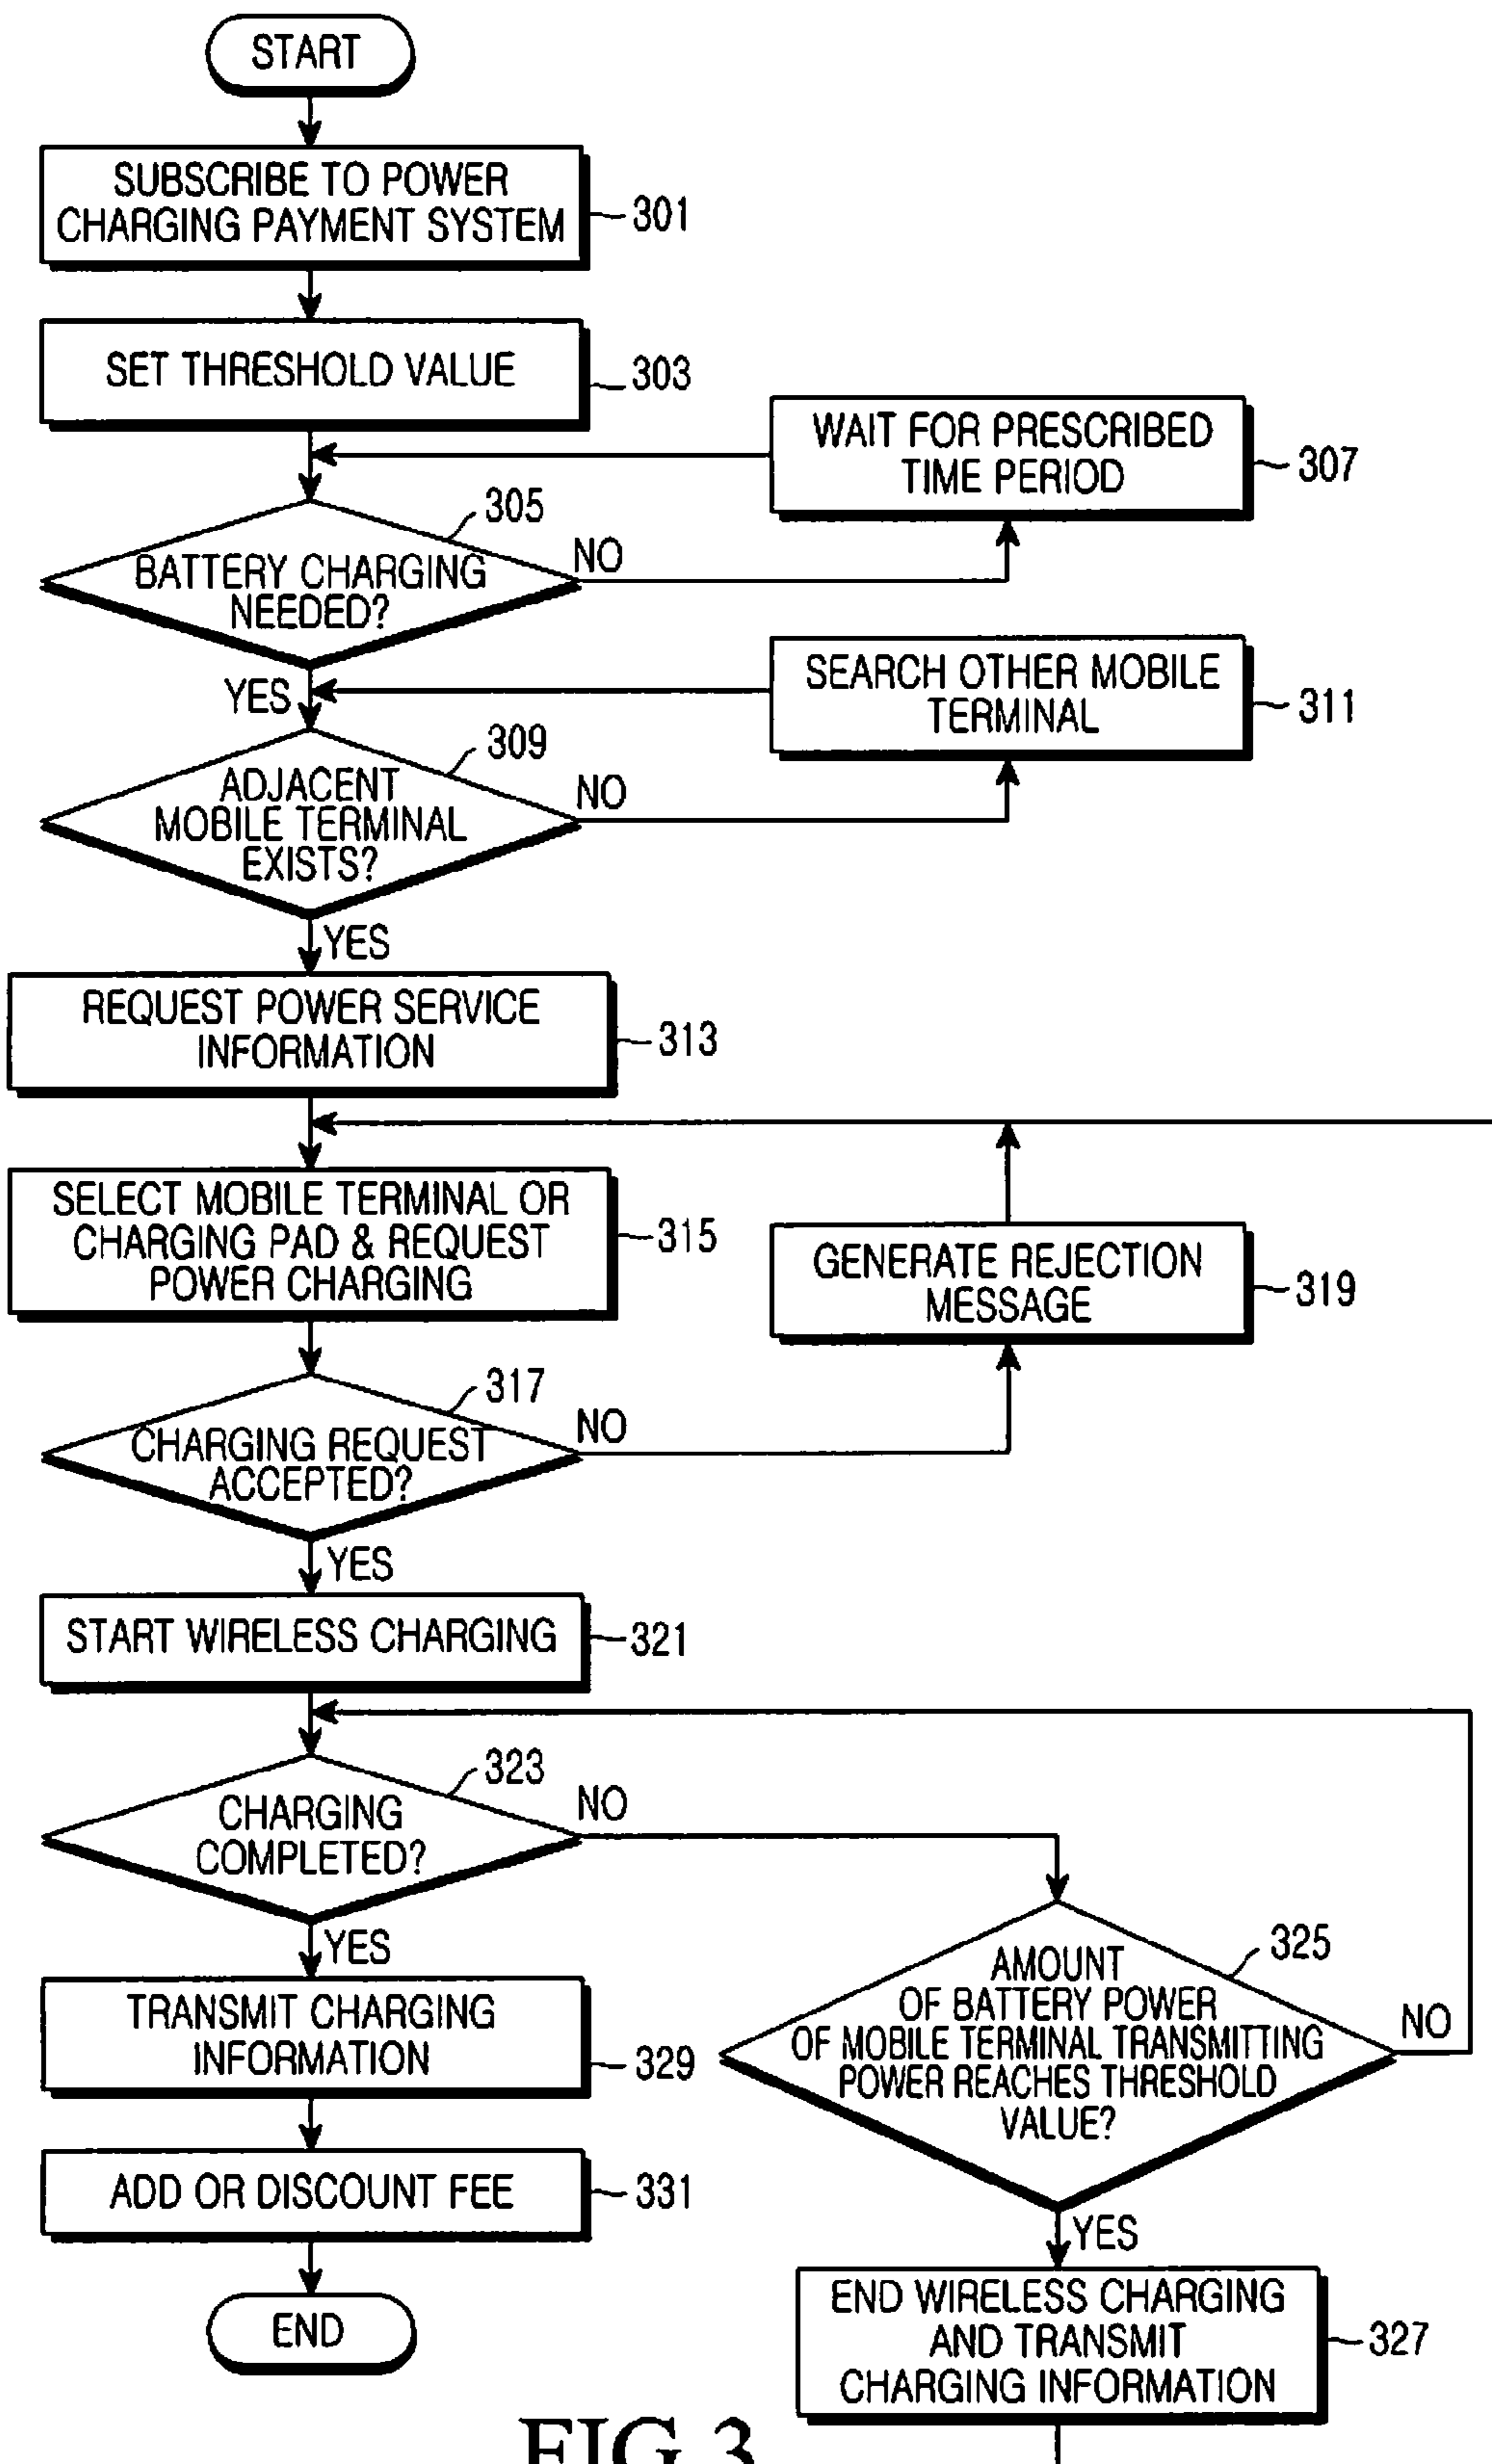 START
SUBSCRIBE TO POWER
CHARGING PAYMENT SYSTEM
301
SET THRESHOLD VALUE
303
WAIT FOR PRESCRIBED
TIME PERIOD
307
305
BATTERY CHARGING
NEEDED?
NO
YES
SEARCH OTHER MOBILE
TERMINAL
311
309
ADJACENT
MOBILE TERMINAL
EXISTS?
NO
YES
REQUEST POWER SERVICE
INFORMATION
313
SELECT MOBILE TERMINAL OR
CHARGING PAD & REQUEST
POWER CHARGING
315
GENERATE REJECTION
MESSAGE
319
317
CHARGING REQUEST
ACCEPTED?
NO
YES
START WIRELESS CHARGING
321
323
CHARGING
COMPLETED?
NO
YES
325
AMOUNT
OF BATTERY POWER
OF MOBILE TERMINAL TRANSMITTING
POWER REACHES THRESHOLD
VALUE?
NO
YES
TRANSMIT CHARGING
INFORMATION
329
ADD OR DISCOUNT FEE
331
END
END WIRELESS CHARGING
AND TRANSMIT
CHARGING INFORMATION
327
FIG.3